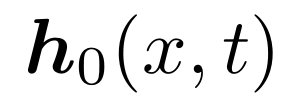 𝒉₀(x, t)